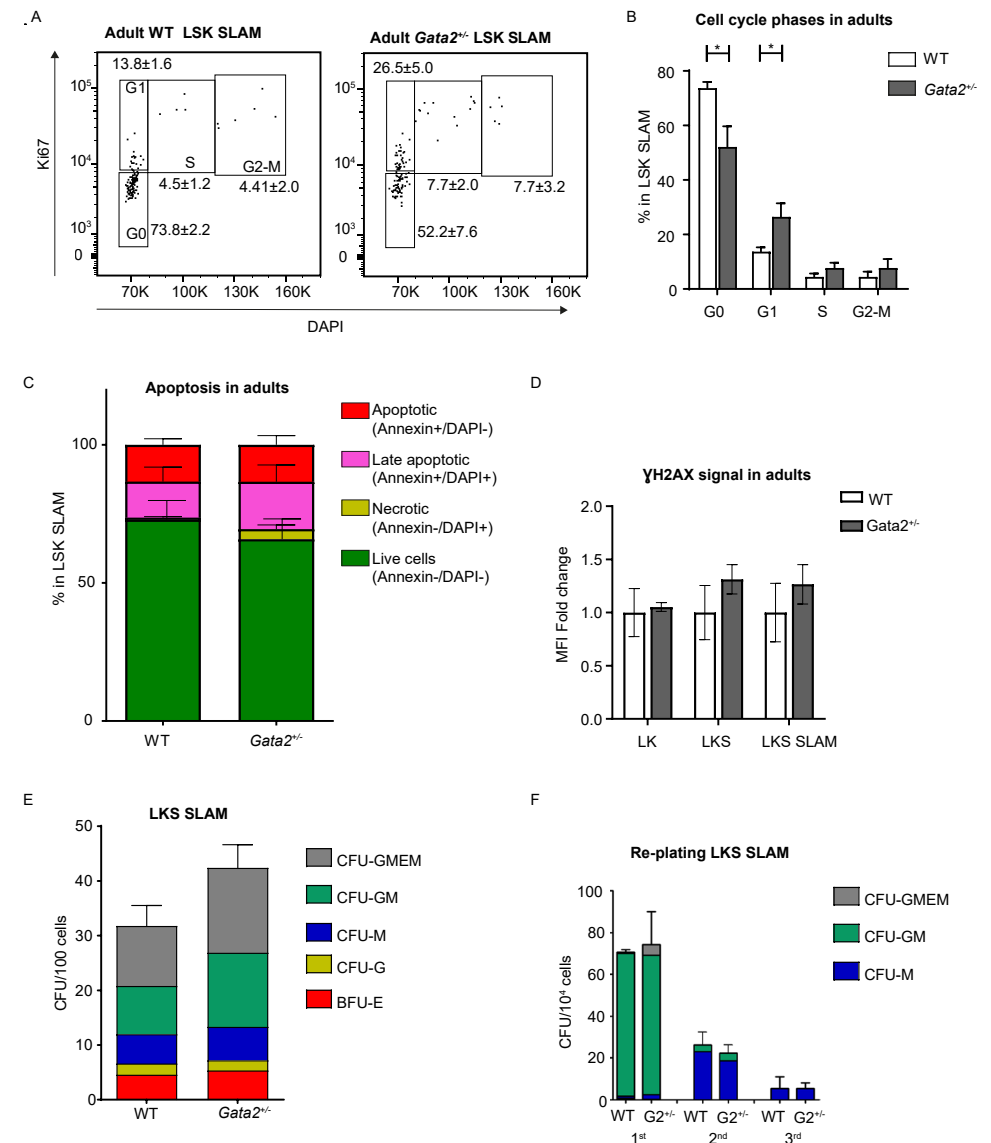 A
Adult WT LSK SLAM
Adult Gata2+/- LSK SLAM
Ki67
13.8±1.6
G1
S
G2-M
4.5±1.2
4.41±2.0
G0
73.8±2.2
10⁵
10⁴
10³
0
70K 100K 130K 160K
26.5±5.0
7.7±2.0
7.7±3.2
52.2±7.6
10⁵
10⁴
10³
0
70K 100K 130K 160K
DAPI
B
Cell cycle phases in adults
* *
WT
Gata2+/-
% in LSK SLAM
80
60
40
20
0
G0 G1 S G2-M
C
Apoptosis in adults
% in LSK SLAM
100
50
0
WT Gata2+/-
Apoptotic
(Annexin+/DAPI-)
Late apoptotic
(Annexin+/DAPI+)
Necrotic
(Annexin-/DAPI+)
Live cells
(Annexin-/DAPI-)
D
ƔH2AX signal in adults
WT
Gata2+/-
MFI Fold change
2.0
1.5
1.0
0.5
0.0
LK LKS LKS SLAM
E
LKS SLAM
CFU/100 cells
50
40
30
20
10
0
WT Gata2+/-
CFU-GMEM
CFU-GM
CFU-M
CFU-G
BFU-E
F
Re-plating LKS SLAM
CFU/10⁴ cells
100
80
60
40
20
0
WT G2+/- WT G2+/- WT G2+/-
1st 2nd 3rd
CFU-GMEM
CFU-GM
CFU-M